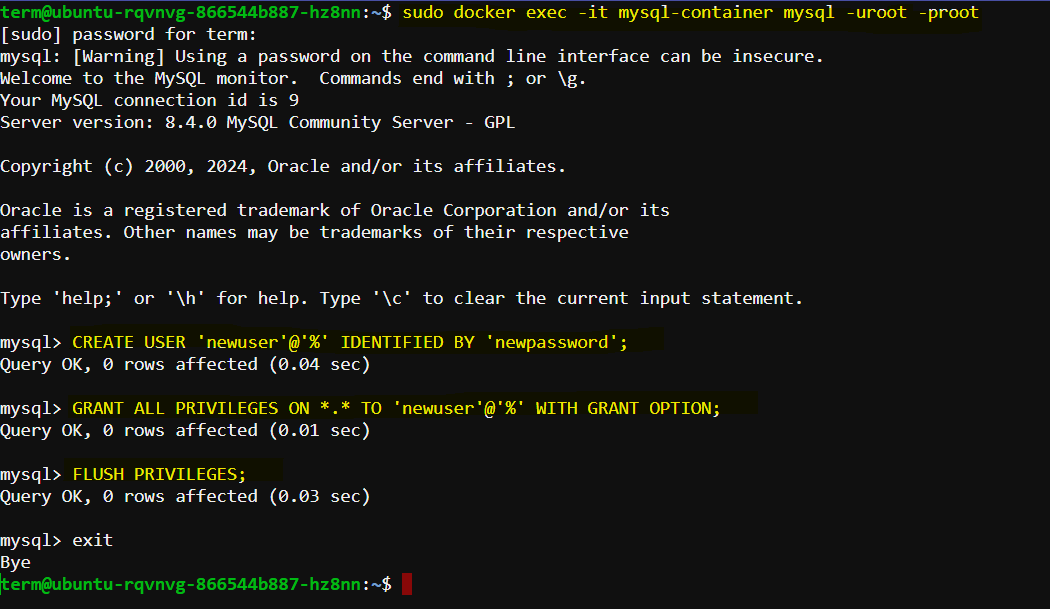 term@ubuntu-rqvnvg-866544b887-hz8nn:~$ sudo docker exec -it mysql-container mysql -uroot -proot
[sudo] password for term:
mysql: [Warning] Using a password on the command line interface can be insecure.
Welcome to the MySQL monitor.  Commands end with ; or \g.
Your MySQL connection id is 9
Server version: 8.4.0 MySQL Community Server - GPL

Copyright (c) 2000, 2024, Oracle and/or its affiliates.

Oracle is a registered trademark of Oracle Corporation and/or its
affiliates. Other names may be trademarks of their respective
owners.

Type 'help;' or '\h' for help. Type '\c' to clear the current input statement.

mysql> CREATE USER 'newuser'@'%' IDENTIFIED BY 'newpassword';
Query OK, 0 rows affected (0.04 sec)

mysql> GRANT ALL PRIVILEGES ON *.* TO 'newuser'@'%' WITH GRANT OPTION;
Query OK, 0 rows affected (0.01 sec)

mysql> FLUSH PRIVILEGES;
Query OK, 0 rows affected (0.03 sec)

mysql> exit
Bye
term@ubuntu-rqvnvg-866544b887-hz8nn:~$